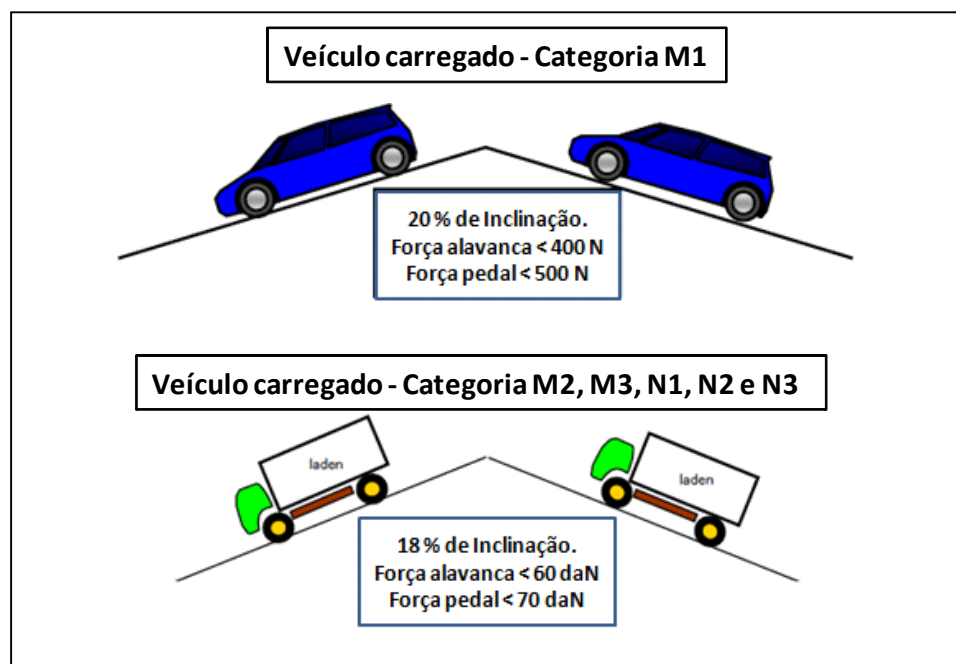 Veículo carregado - Categoria M1
20 % de Inclinação.
Força alavanca < 400 N
Força pedal < 500 N
Veículo carregado - Categoria M2, M3, N1, N2 e N3
laden
laden
18 % de Inclinação.
Força alavanca < 60 daN
Força pedal < 70 daN